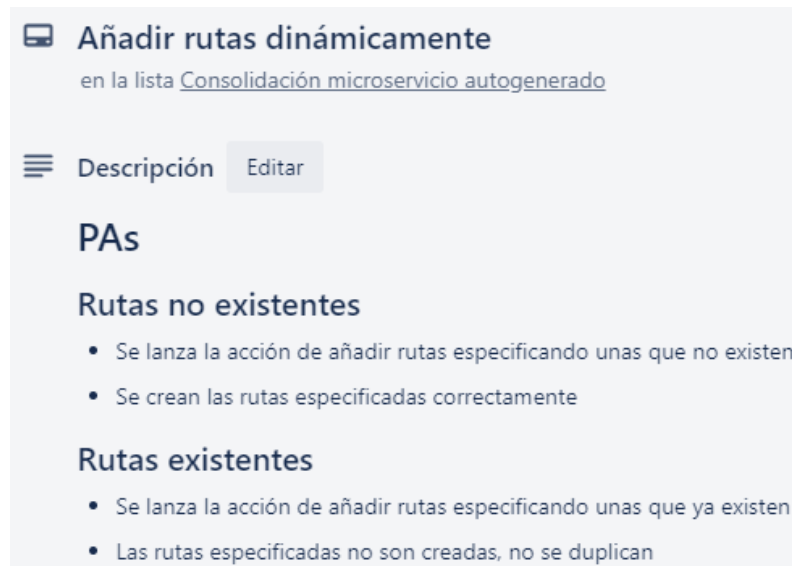 Añadir rutas dinámicamente
en la lista Consolidación microservicio autogenerado
Descripción Editar
PAs
Rutas no existentes
• Se lanza la acción de añadir rutas especificando unas que no existen
• Se crean las rutas especificadas correctamente
Rutas existentes
• Se lanza la acción de añadir rutas especificando unas que ya existen
• Las rutas especificadas no son creadas, no se duplican